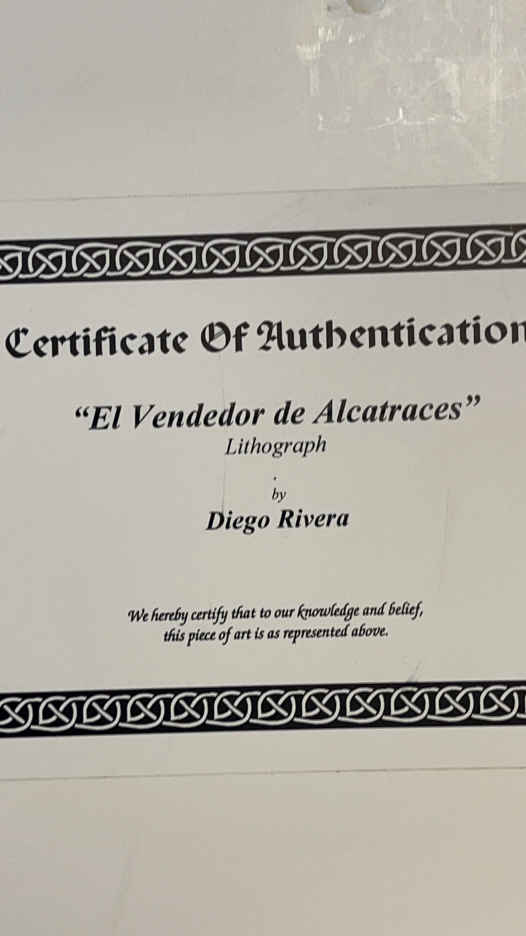 Certificate Of Authentication
“El Vendedor de Alcatraces”
Lithograph
.
by
Diego Rivera
We hereby certify that to our knowledge and belief,
this piece of art is as represented above.